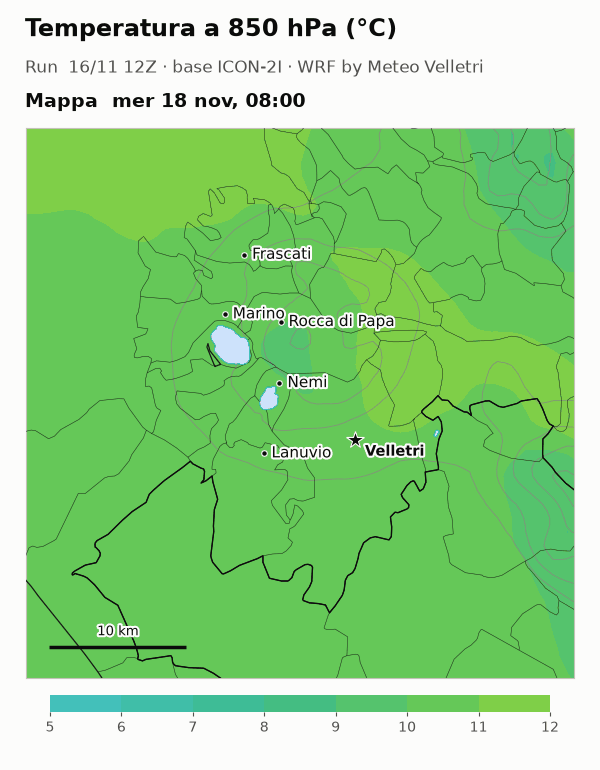 Temperatura a 850 hPa (°C)
Run  16/11 12Z · base ICON-2I · WRF by Meteo Velletri
Mappa  mer 18 nov, 08:00
Frascati
Marino
Rocca di Papa
Nemi
Velletri
Lanuvio
10 km
5 6 7 8 9 10 11 12